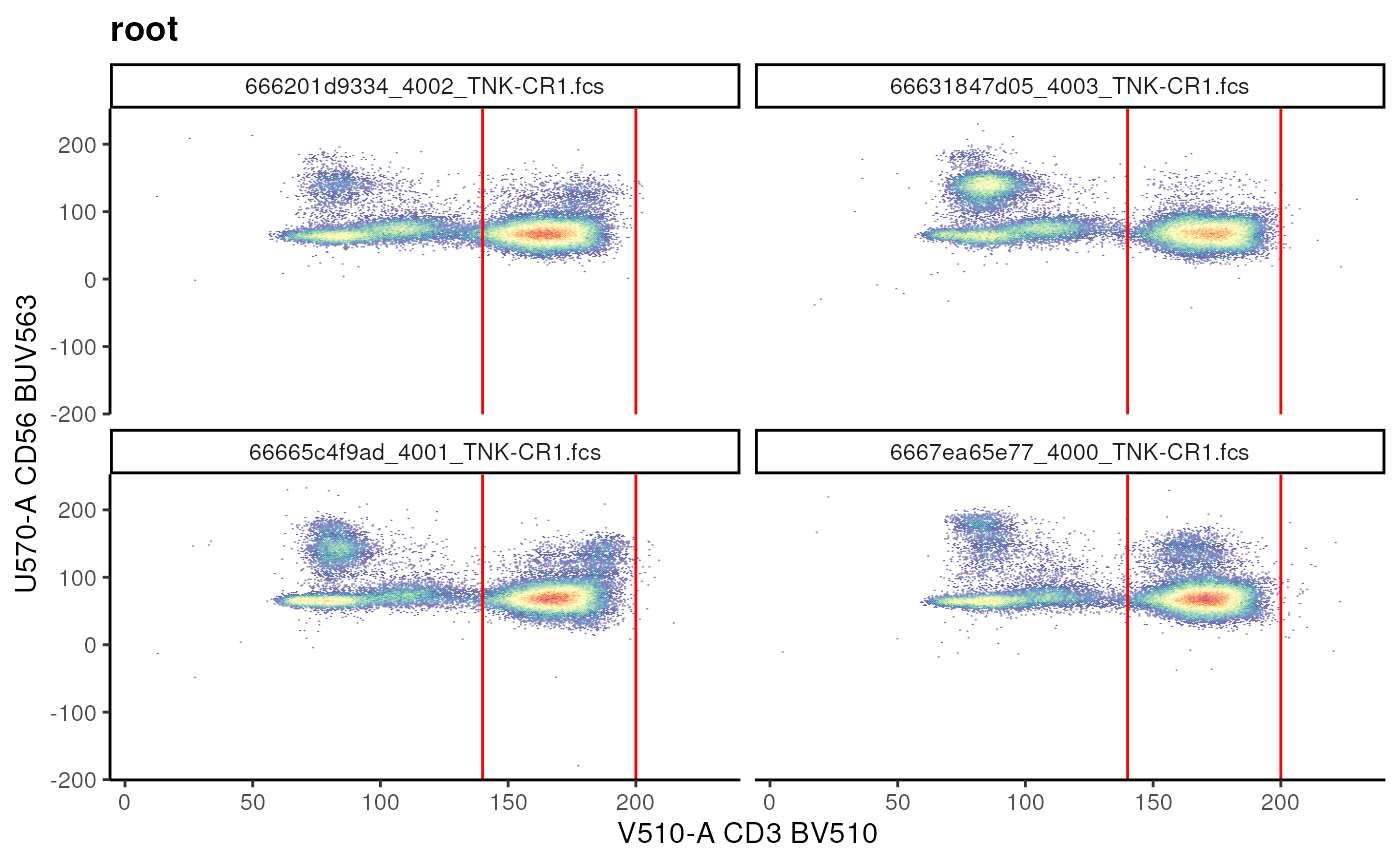 root
666201d9334_4002_TNK-CR1.fcs
66631847d05_4003_TNK-CR1.fcs
200
100
0
-100
-200
66665c4f9ad_4001_TNK-CR1.fcs
6667ea65e77_4000_TNK-CR1.fcs
200
100
0
-100
-200
0 50 100 150 200
0 50 100 150 200
V510-A CD3 BV510
U570-A CD56 BUV563